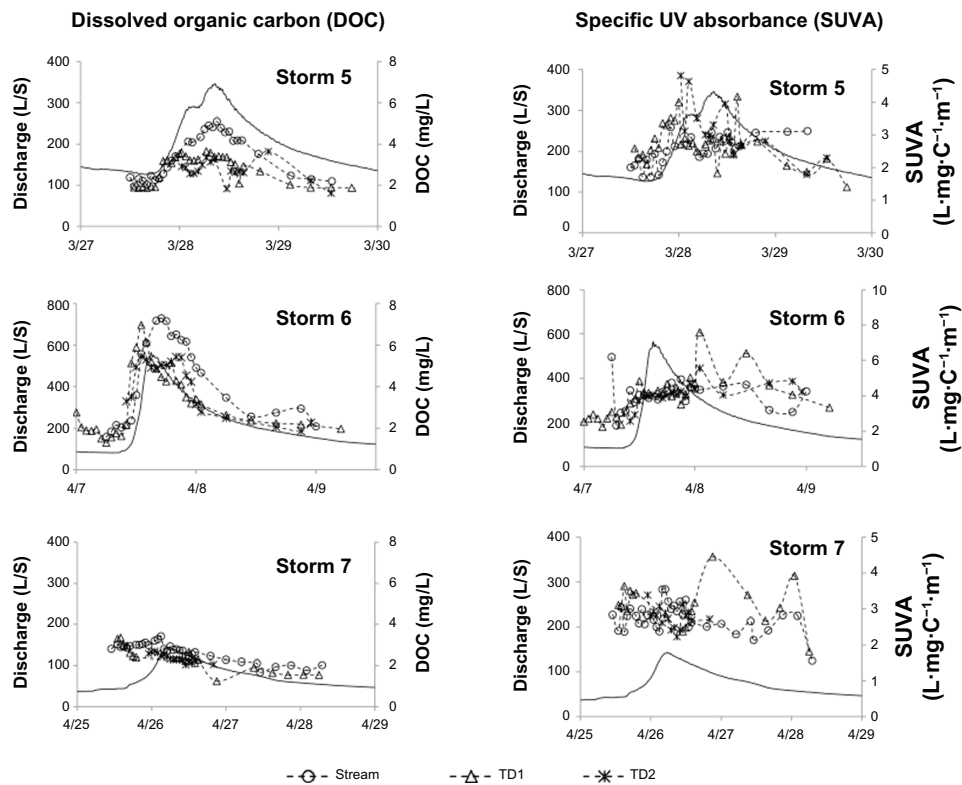 Dissolved organic carbon (DOC)
Specific UV absorbance (SUVA)
Storm 5
Discharge (L/S)
400
300
200
100
0
8
6
4
2
0
DOC (mg/L)
3/27 3/28 3/29 3/30
Storm 5
Discharge (L/S)
400
300
200
100
0
5
4
3
2
1
0
SUVA
(L·mg·C⁻¹·m⁻¹)
3/27 3/28 3/29 3/30
Storm 6
Discharge (L/S)
800
600
400
200
0
8
6
4
2
0
DOC (mg/L)
4/7 4/8 4/9
Storm 6
Discharge (L/S)
800
600
400
200
0
10
8
6
4
2
0
SUVA
(L·mg·C⁻¹·m⁻¹)
4/7 4/8 4/9
Storm 7
Discharge (L/S)
400
300
200
100
0
8
6
4
2
0
DOC (mg/L)
4/25 4/26 4/27 4/28 4/29
Storm 7
Discharge (L/S)
400
300
200
100
0
5
4
3
2
1
0
SUVA
(L·mg·C⁻¹·m⁻¹)
4/25 4/26 4/27 4/28 4/29
Stream TD1 TD2